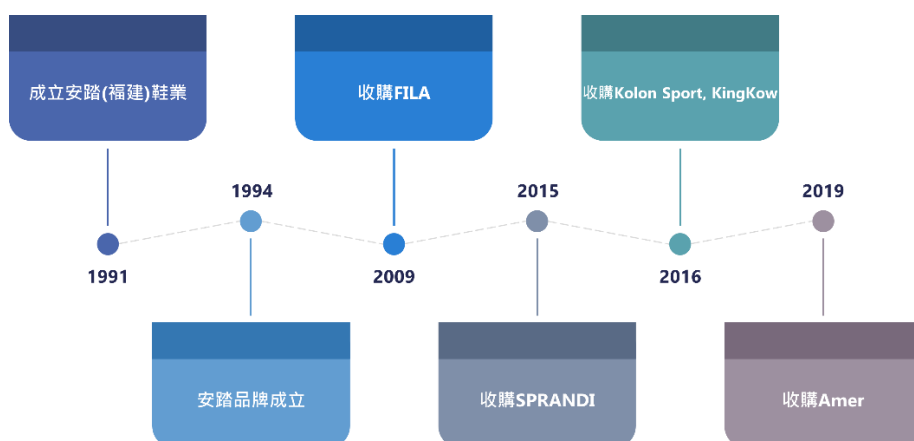 成立安踏(福建)鞋業
收購FILA
收購Kolon Sport, KingKow
1994
2015
2019
1991
2009
2016
安踏品牌成立
收購SPRANDI
收購Amer